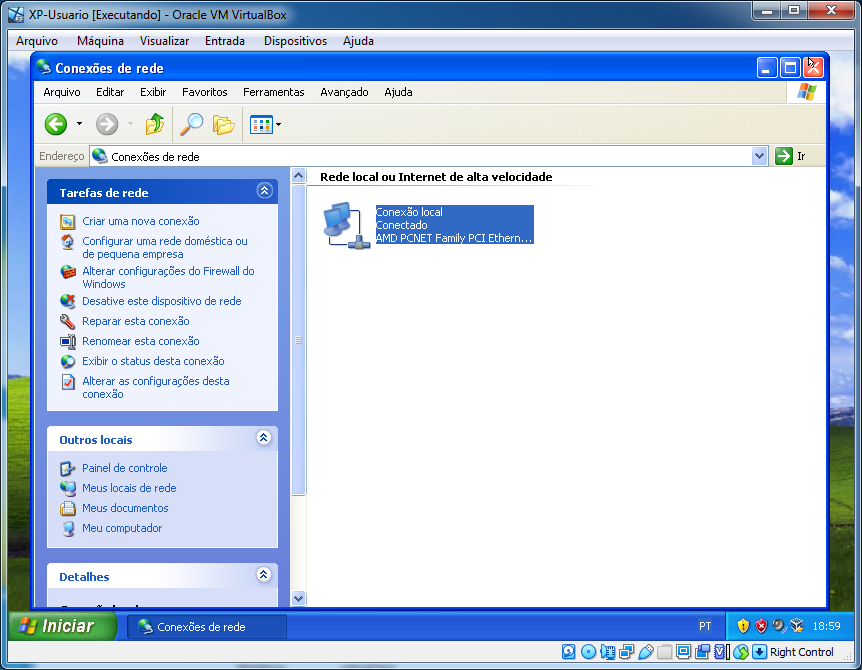 XP-Usuario [Executando] - Oracle VM VirtualBox
Arquivo Máquina Visualizar Entrada Dispositivos Ajuda
Conexões de rede
Arquivo Editar Exibir Favoritos Ferramentas Avançado Ajuda
Endereço Conexões de rede Ir
Tarefas de rede
Criar uma nova conexão
Configurar uma rede doméstica ou
de pequena empresa
Alterar configurações do Firewall do
Windows
Desative este dispositivo de rede
Reparar esta conexão
Renomear esta conexão
Exibir o status desta conexão
Alterar as configurações desta
conexão
Outros locais
Painel de controle
Meus locais de rede
Meus documentos
Meu computador
Detalhes
Rede local ou Internet de alta velocidade
Conexão local
Conectado
AMD PCNET Family PCI Ethern...
Iniciar Conexões de rede PT 18:59
Right Control